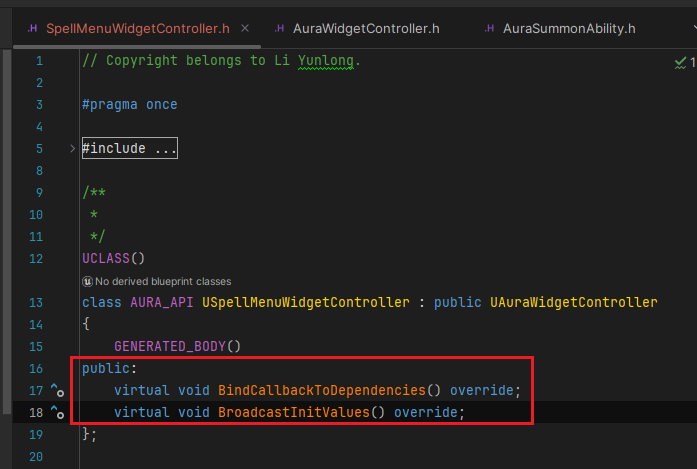 SpellMenuWidgetController.h
AuraWidgetController.h
AuraSummonAbility.h
1 // Copyright belongs to Li Yunlong.
1
2
3 #pragma once
4
5 #include ...
8
9 /**
10 *
11 */
12 UCLASS()
No derived blueprint classes
13 class AURA_API USpellMenuWidgetController : public UAuraWidgetController
14 {
15 GENERATED_BODY()
16 public:
17 virtual void BindCallbackToDependencies() override;
18 virtual void BroadcastInitValues() override;
19 };
20